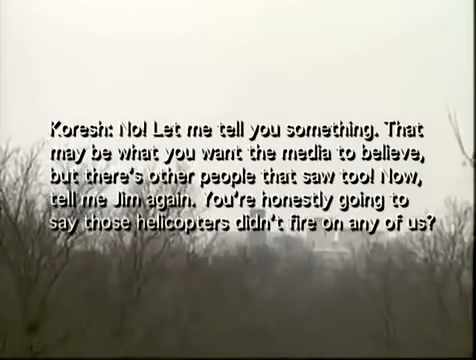 Koresh: No! Let me tell you something. That
may be what you want the media to believe,
but there's other people that saw too! Now,
tell me Jim again. You're honestly going to
say those helicopters didn't fire on any of us?